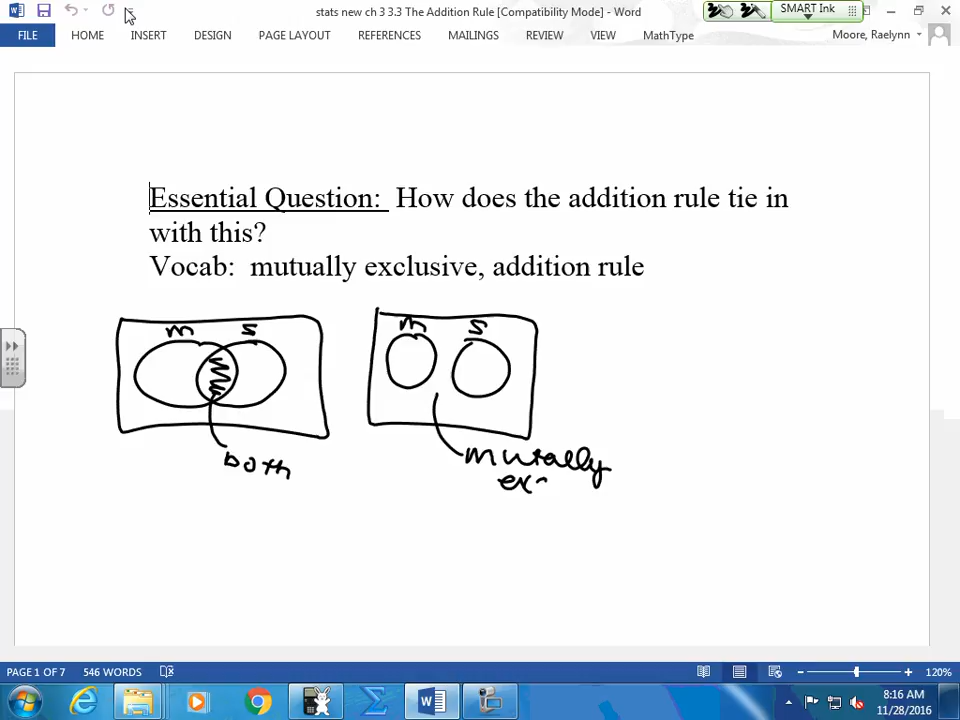 stats new ch 3 3.3 The Addition Rule [Compatibility Mode] - Word
SMART Ink
FILE HOME INSERT DESIGN PAGE LAYOUT REFERENCES MAILINGS REVIEW VIEW MathType
Moore, Raelynn
Essential Question: How does the addition rule tie in
with this?
Vocab: mutually exclusive, addition rule
m s
m s
both
mutally
ex
PAGE 1 OF 7 546 WORDS
120%
8:16 AM
11/28/2016